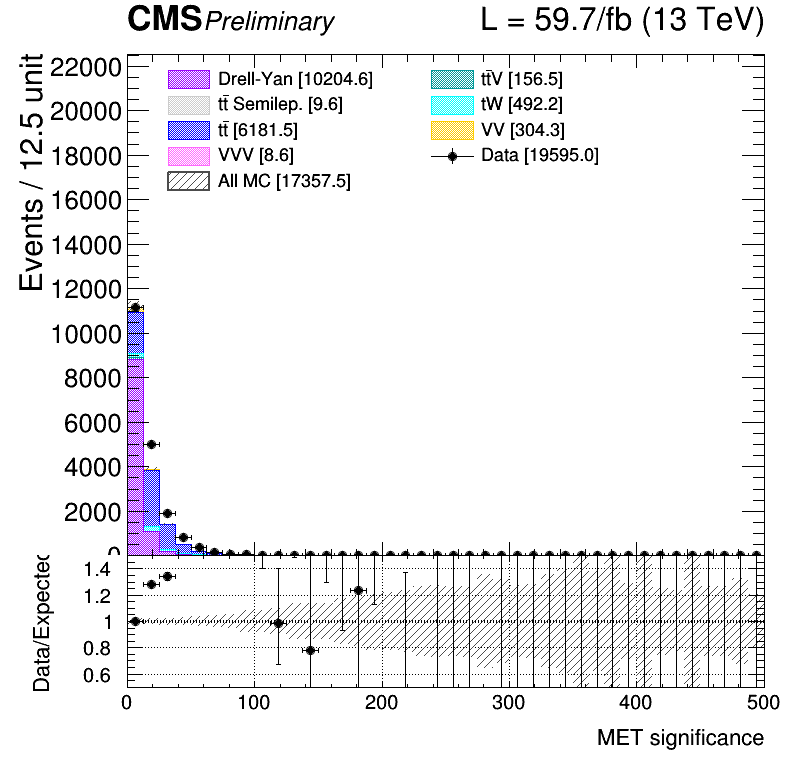 CMS Preliminary L = 59.7/fb (13 TeV)
Events / 12.5 unit
22000
20000
18000
16000
14000
12000
10000
8000
6000
4000
2000
0
Drell-Yan [10204.6]
tt̄ Semilep. [9.6]
tt̄ [6181.5]
VVV [8.6]
All MC [17357.5]
tt̄V [156.5]
tW [492.2]
VV [304.3]
Data [19595.0]
Data/Expected
1.4
1.2
1
0.8
0.6
0 100 200 300 400 500
MET significance